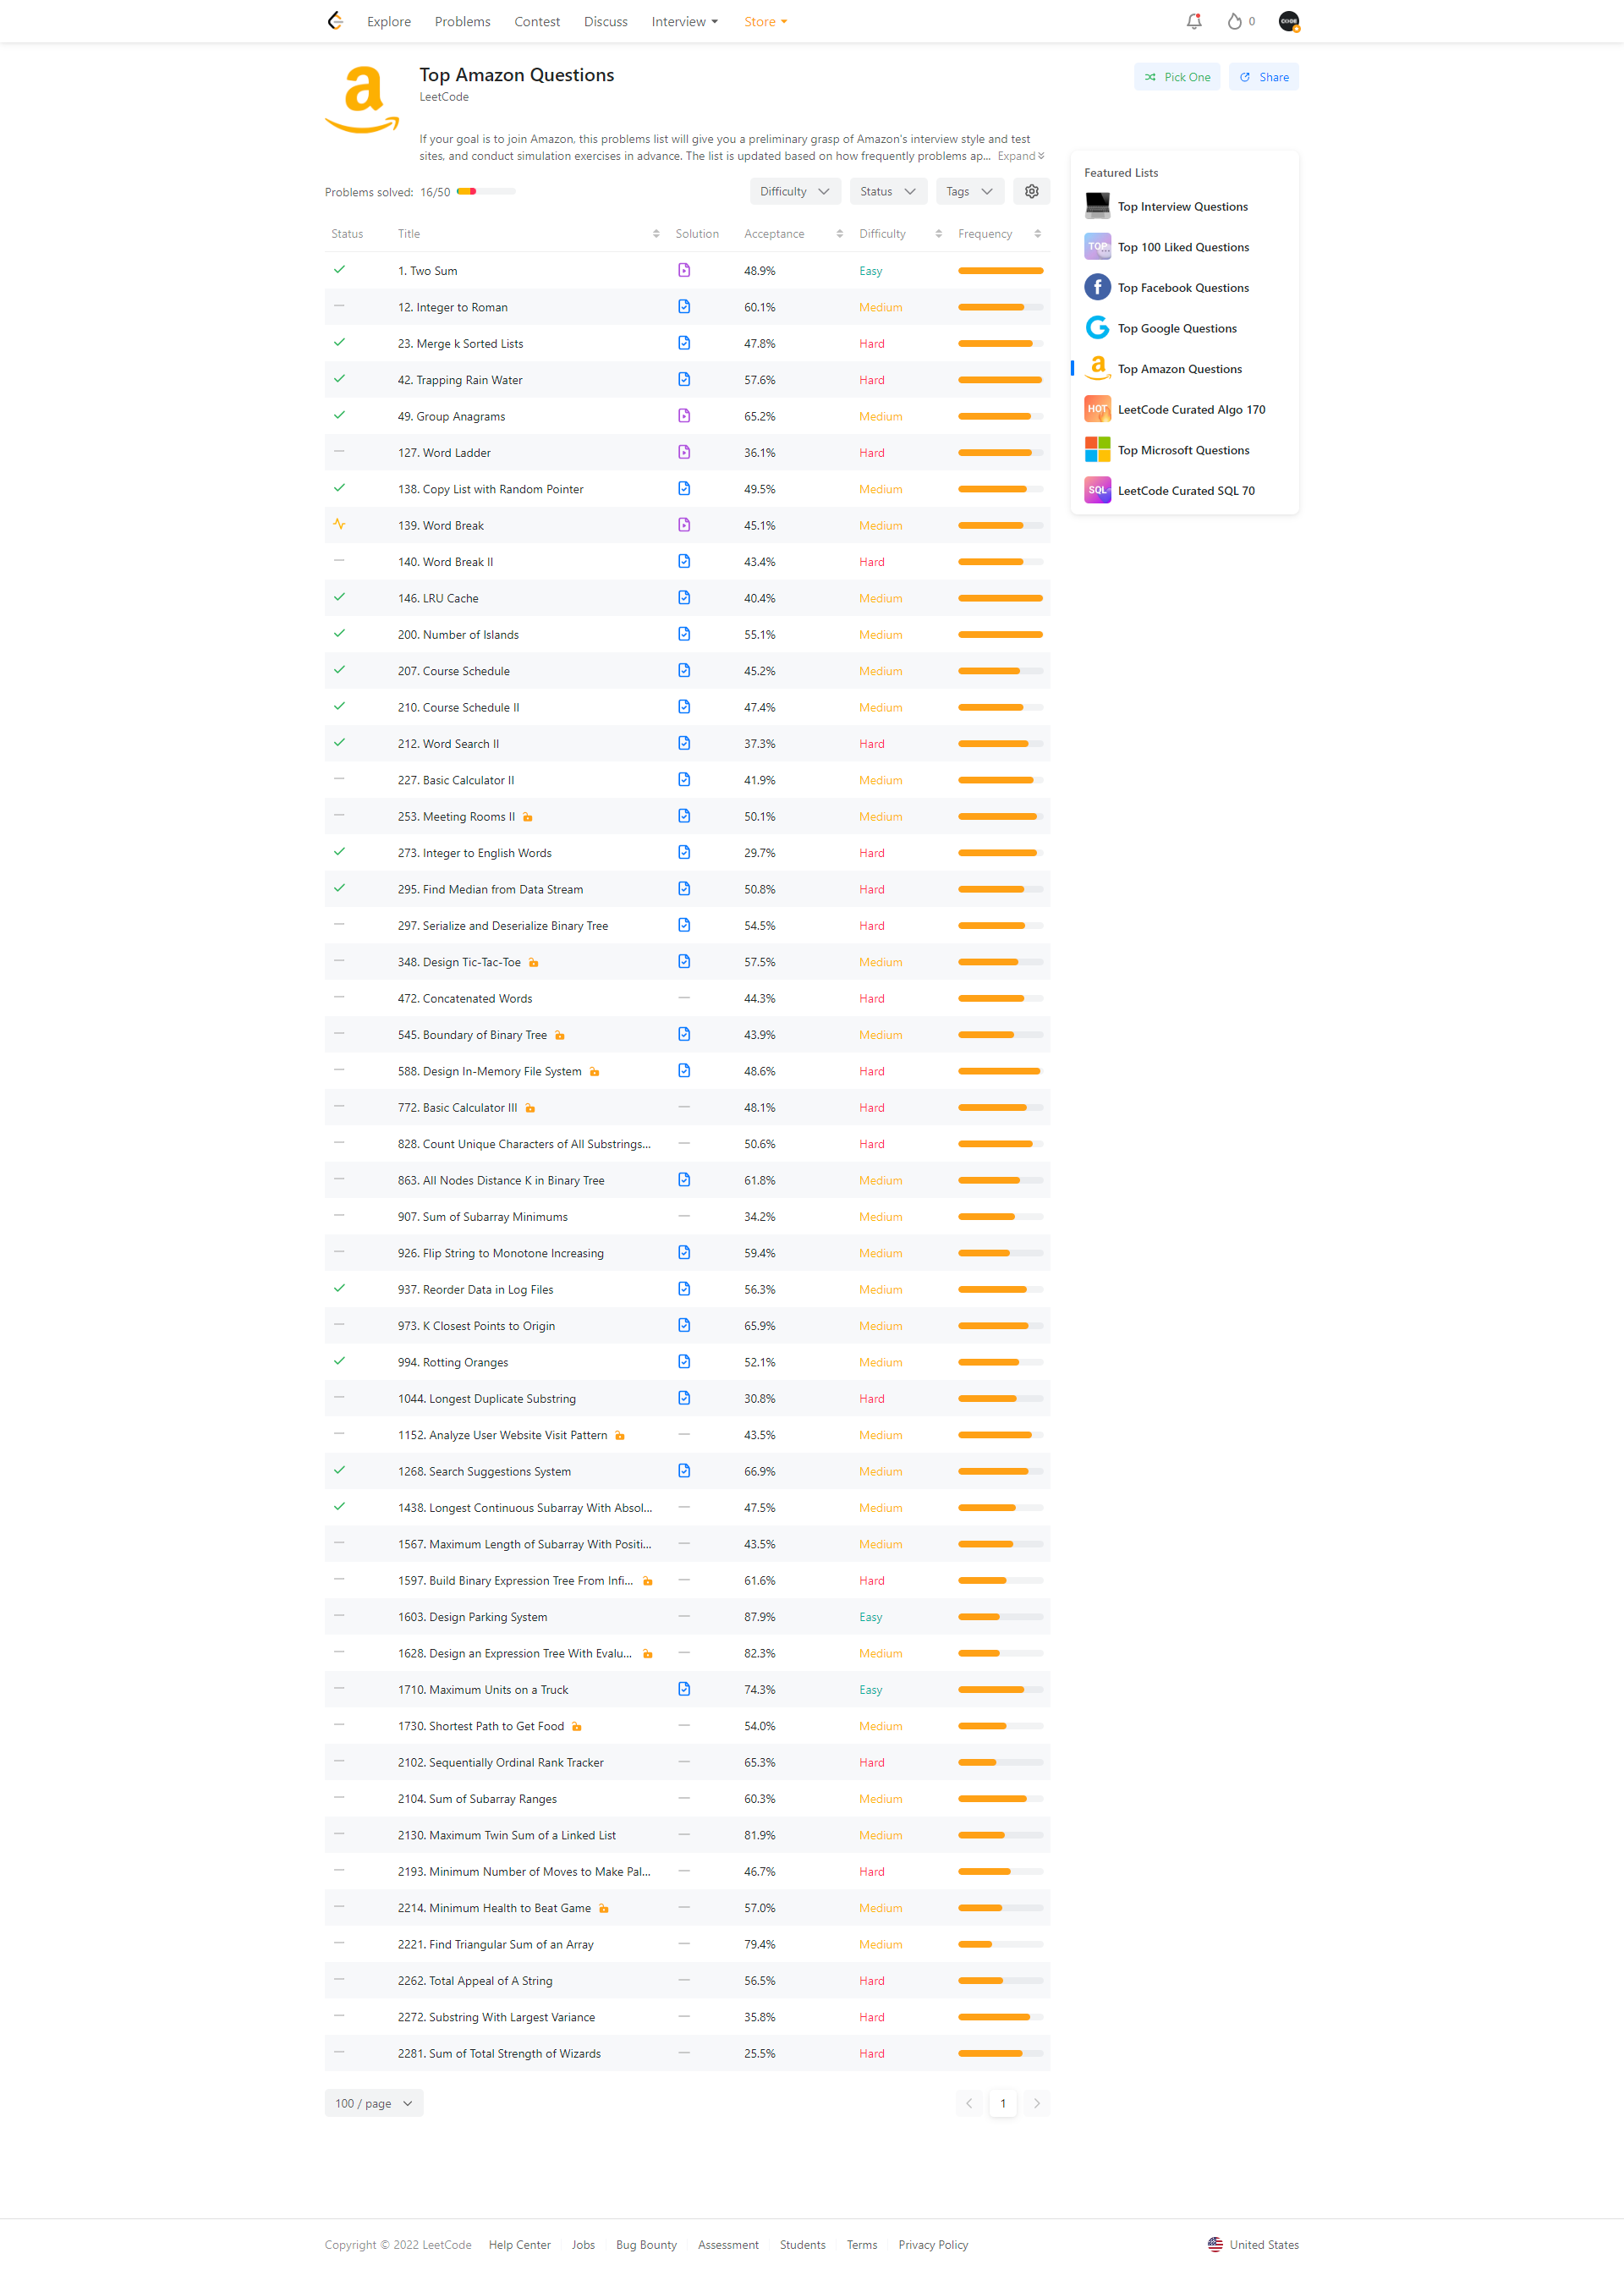 Explore Problems Contest Discuss Interview Store 0
Top Amazon Questions
LeetCode
Pick One Share
If your goal is to join Amazon, this problems list will give you a preliminary grasp of Amazon's interview style and test
sites, and conduct simulation exercises in advance. The list is updated based on how frequently problems ap... Expand
Problems solved: 16/50 Difficulty Status Tags
Status Title Solution Acceptance Difficulty Frequency
1. Two Sum 48.9% Easy
12. Integer to Roman 60.1% Medium
23. Merge k Sorted Lists 47.8% Hard
42. Trapping Rain Water 57.6% Hard
49. Group Anagrams 65.2% Medium
127. Word Ladder 36.1% Hard
138. Copy List with Random Pointer 49.5% Medium
139. Word Break 45.1% Medium
140. Word Break II 43.4% Hard
146. LRU Cache 40.4% Medium
200. Number of Islands 55.1% Medium
207. Course Schedule 45.2% Medium
210. Course Schedule II 47.4% Medium
212. Word Search II 37.3% Hard
227. Basic Calculator II 41.9% Medium
253. Meeting Rooms II 50.1% Medium
273. Integer to English Words 29.7% Hard
295. Find Median from Data Stream 50.8% Hard
297. Serialize and Deserialize Binary Tree 54.5% Hard
348. Design Tic-Tac-Toe 57.5% Medium
472. Concatenated Words 44.3% Hard
545. Boundary of Binary Tree 43.9% Medium
588. Design In-Memory File System 48.6% Hard
772. Basic Calculator III 48.1% Hard
828. Count Unique Characters of All Substrings... 50.6% Hard
863. All Nodes Distance K in Binary Tree 61.8% Medium
907. Sum of Subarray Minimums 34.2% Medium
926. Flip String to Monotone Increasing 59.4% Medium
937. Reorder Data in Log Files 56.3% Medium
973. K Closest Points to Origin 65.9% Medium
994. Rotting Oranges 52.1% Medium
1044. Longest Duplicate Substring 30.8% Hard
1152. Analyze User Website Visit Pattern 43.5% Medium
1268. Search Suggestions System 66.9% Medium
1438. Longest Continuous Subarray With Absol... 47.5% Medium
1567. Maximum Length of Subarray With Positi... 43.5% Medium
1597. Build Binary Expression Tree From Infi... 61.6% Hard
1603. Design Parking System 87.9% Easy
1628. Design an Expression Tree With Evalu... 82.3% Medium
1710. Maximum Units on a Truck 74.3% Easy
1730. Shortest Path to Get Food 54.0% Medium
2102. Sequentially Ordinal Rank Tracker 65.3% Hard
2104. Sum of Subarray Ranges 60.3% Medium
2130. Maximum Twin Sum of a Linked List 81.9% Medium
2193. Minimum Number of Moves to Make Pal... 46.7% Hard
2214. Minimum Health to Beat Game 57.0% Medium
2221. Find Triangular Sum of an Array 79.4% Medium
2262. Total Appeal of A String 56.5% Hard
2272. Substring With Largest Variance 35.8% Hard
2281. Sum of Total Strength of Wizards 25.5% Hard
100 / page 1
Featured Lists
Top Interview Questions
TOP Top 100 Liked Questions
Top Facebook Questions
Top Google Questions
Top Amazon Questions
HOT LeetCode Curated Algo 170
Top Microsoft Questions
SQL LeetCode Curated SQL 70
Copyright © 2022 LeetCode Help Center Jobs Bug Bounty Assessment Students Terms Privacy Policy United States